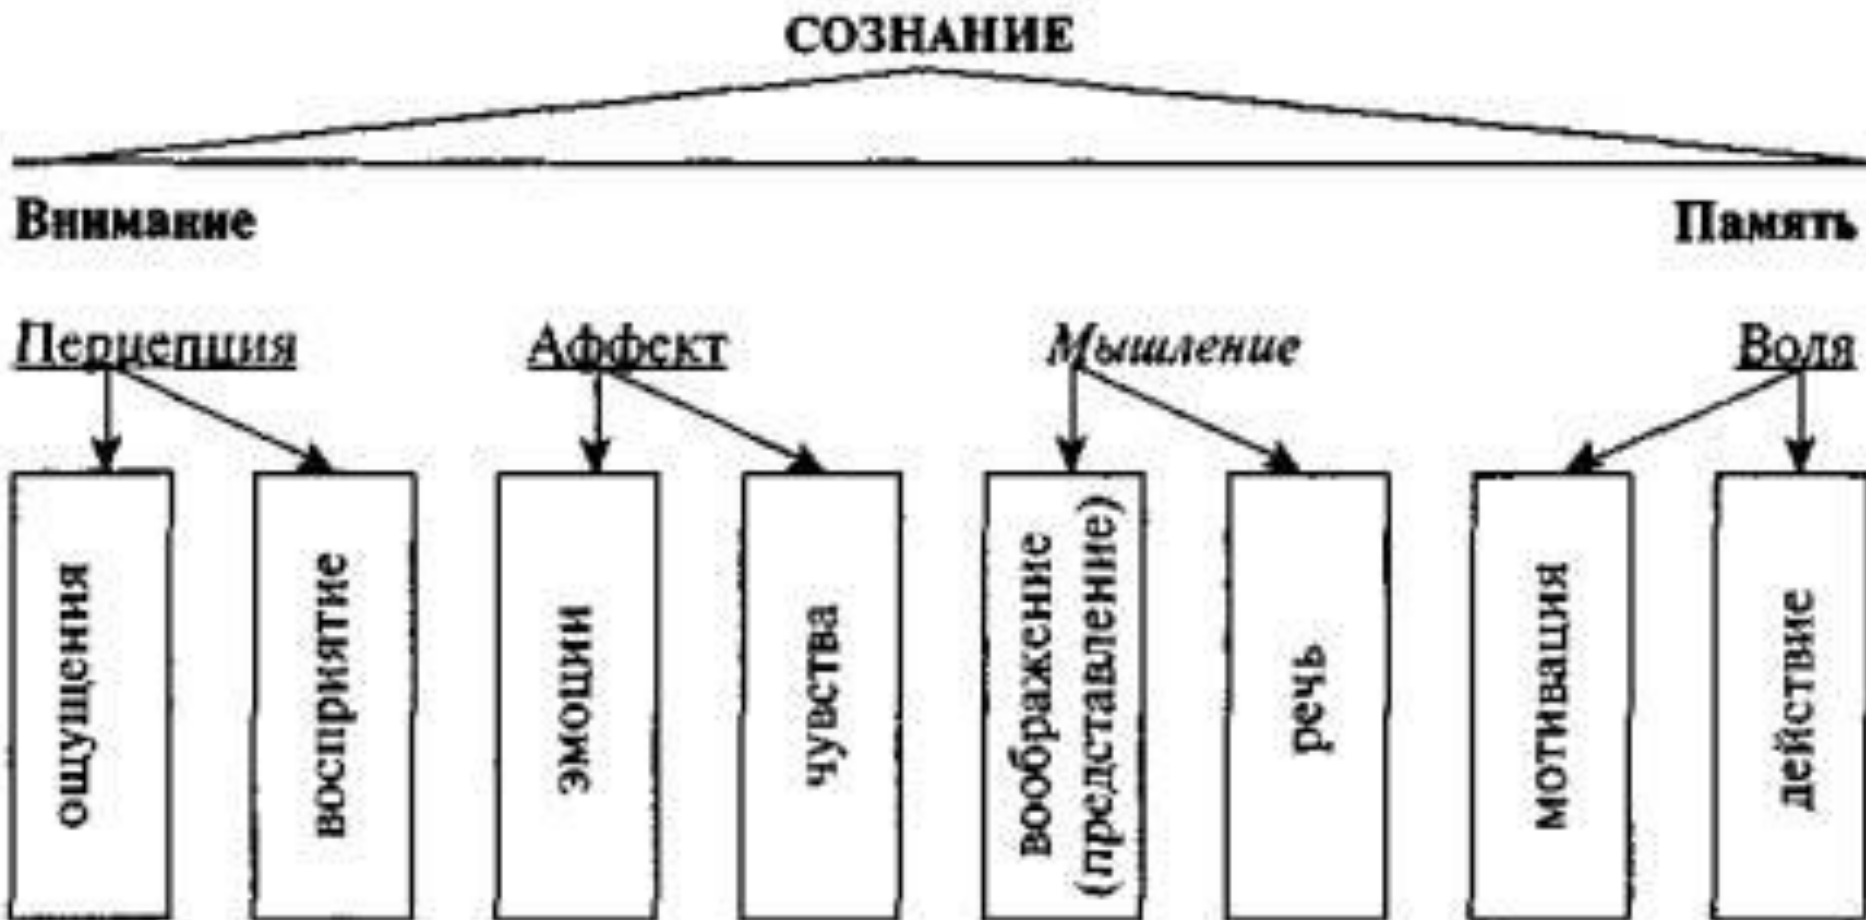 СОЗНАНИЕ
Внимание Память
Перцепция Аффект Мышление Воля
ощущения
восприятие
эмоции
чувства
воображение
(представление)
речь
мотивация
действие